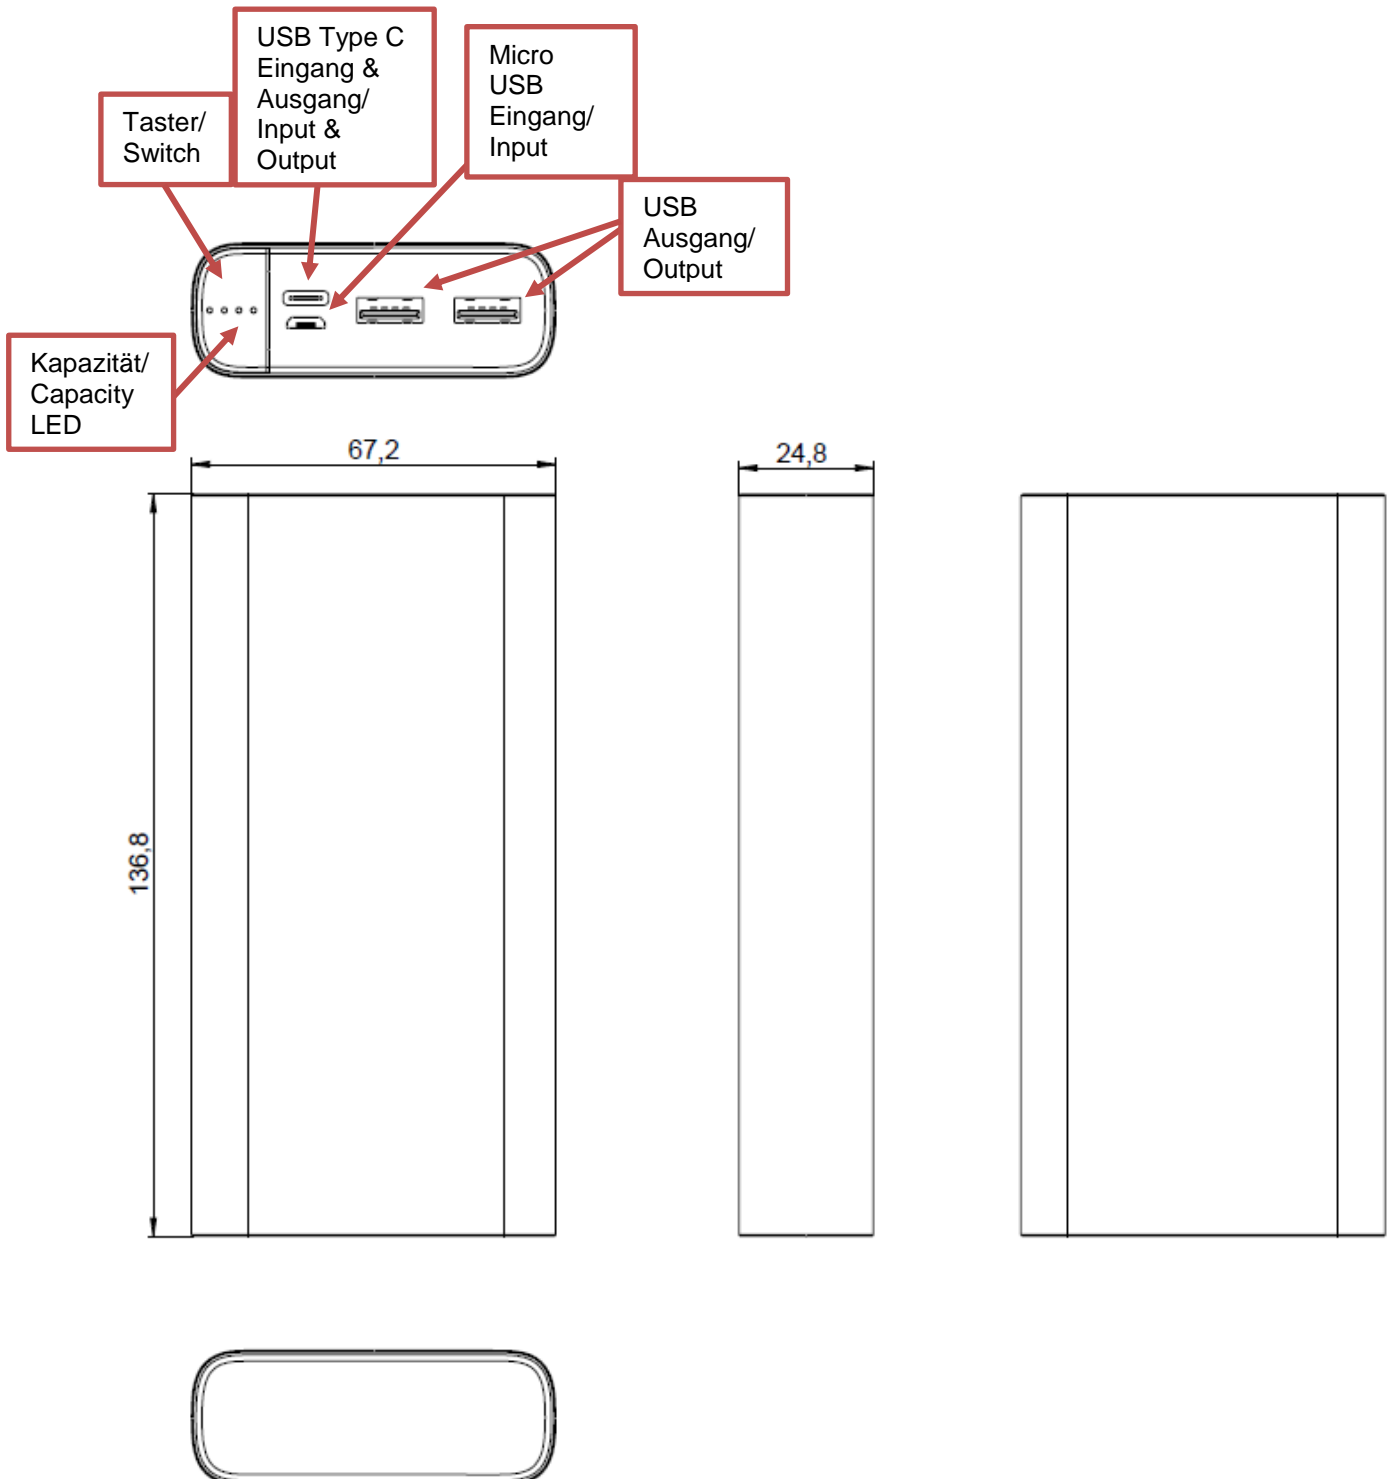 USB Type C
Eingang &
Ausgang/
Input &
Output
Micro
USB
Eingang/
Input
Taster/
Switch
USB
Ausgang/
Output
Kapazität/
Capacity
LED
67,2
24,8
136,8